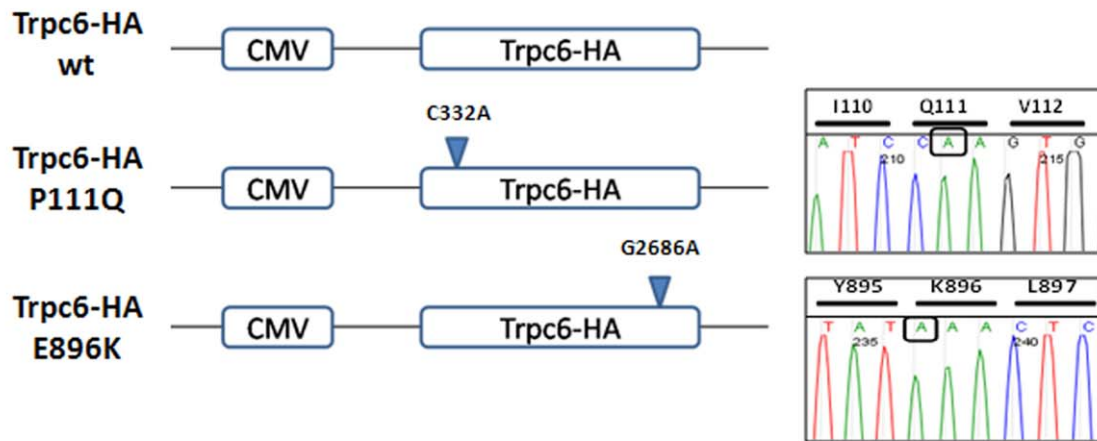 Trpc6-HA
wt
CMV
Trpc6-HA
Trpc6-HA
P111Q
C332A
CMV
Trpc6-HA
Trpc6-HA
E896K
G2686A
CMV
Trpc6-HA
I110 Q111 V112
A T C C A A G T G
210 215
Y895 K896 L897
T A T A A A C T C
235 240